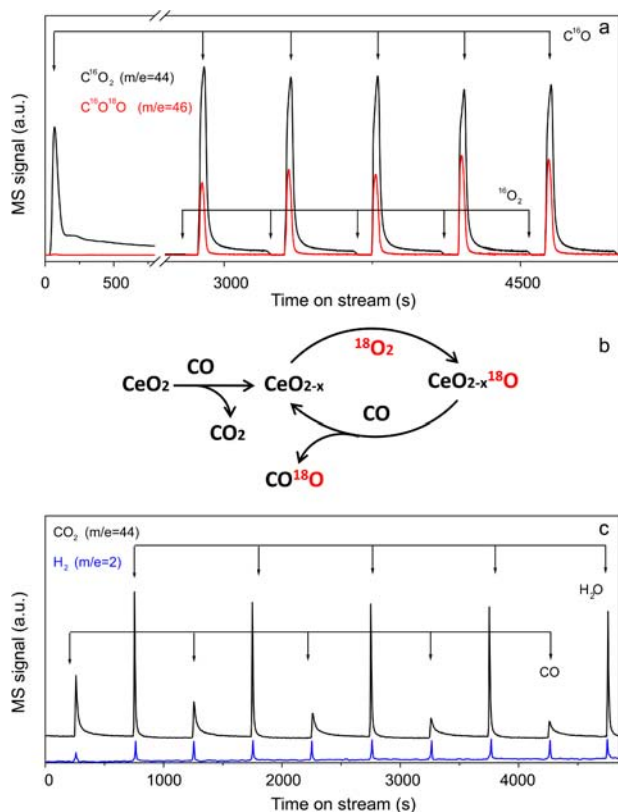 a
C¹⁶O
C¹⁶O₂ (m/e=44)
C¹⁶O¹⁸O (m/e=46)
¹⁶O₂
MS signal (a.u.)
0 500 3000 4500
Time on stream (s)
b
¹⁸O₂
CO
CeO₂ CeO₂₋ₓ CeO₂₋ₓ¹⁸O
CO
CO₂
CO¹⁸O
c
CO₂ (m/e=44)
H₂ (m/e=2)
H₂O
CO
MS signal (a.u.)
0 1000 2000 3000 4000
Time on stream (s)